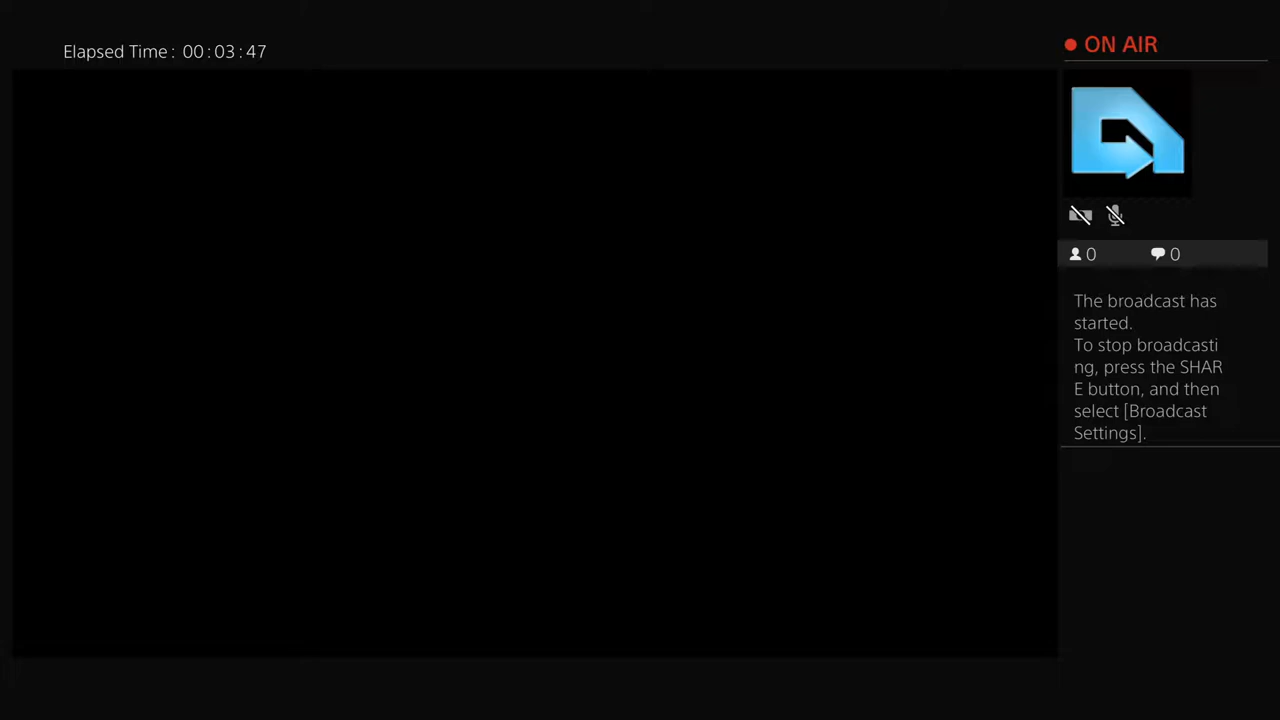 Elapsed Time: 00:03:47
ON AIR
0 0
The broadcast has
started.
To stop broadcasti
ng, press the SHAR
E button, and then
select [Broadcast
Settings].